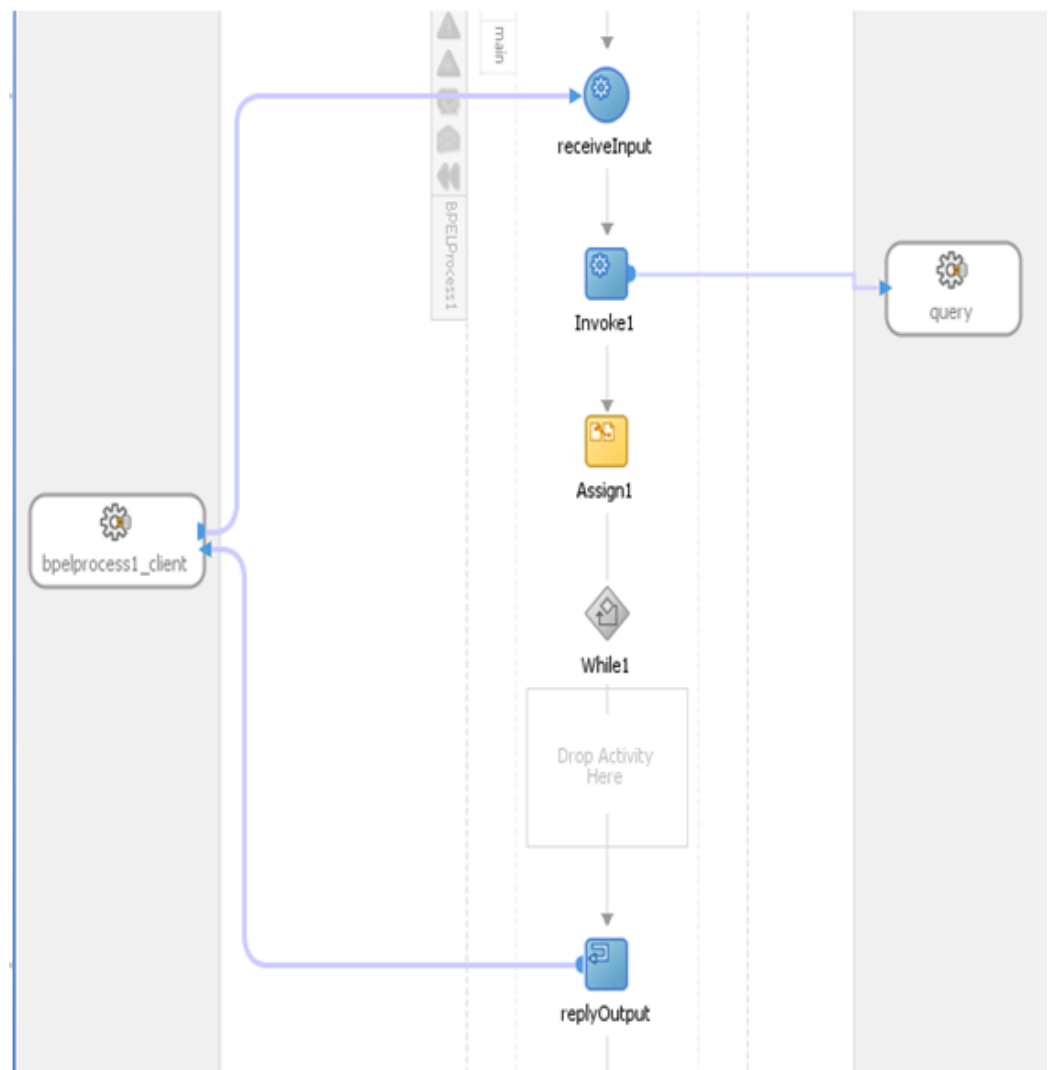 main
receiveInput
BPELProcess1
Invoke1
query
Assign1
bpelprocess1_client
While1
Drop Activity
Here
replyOutput